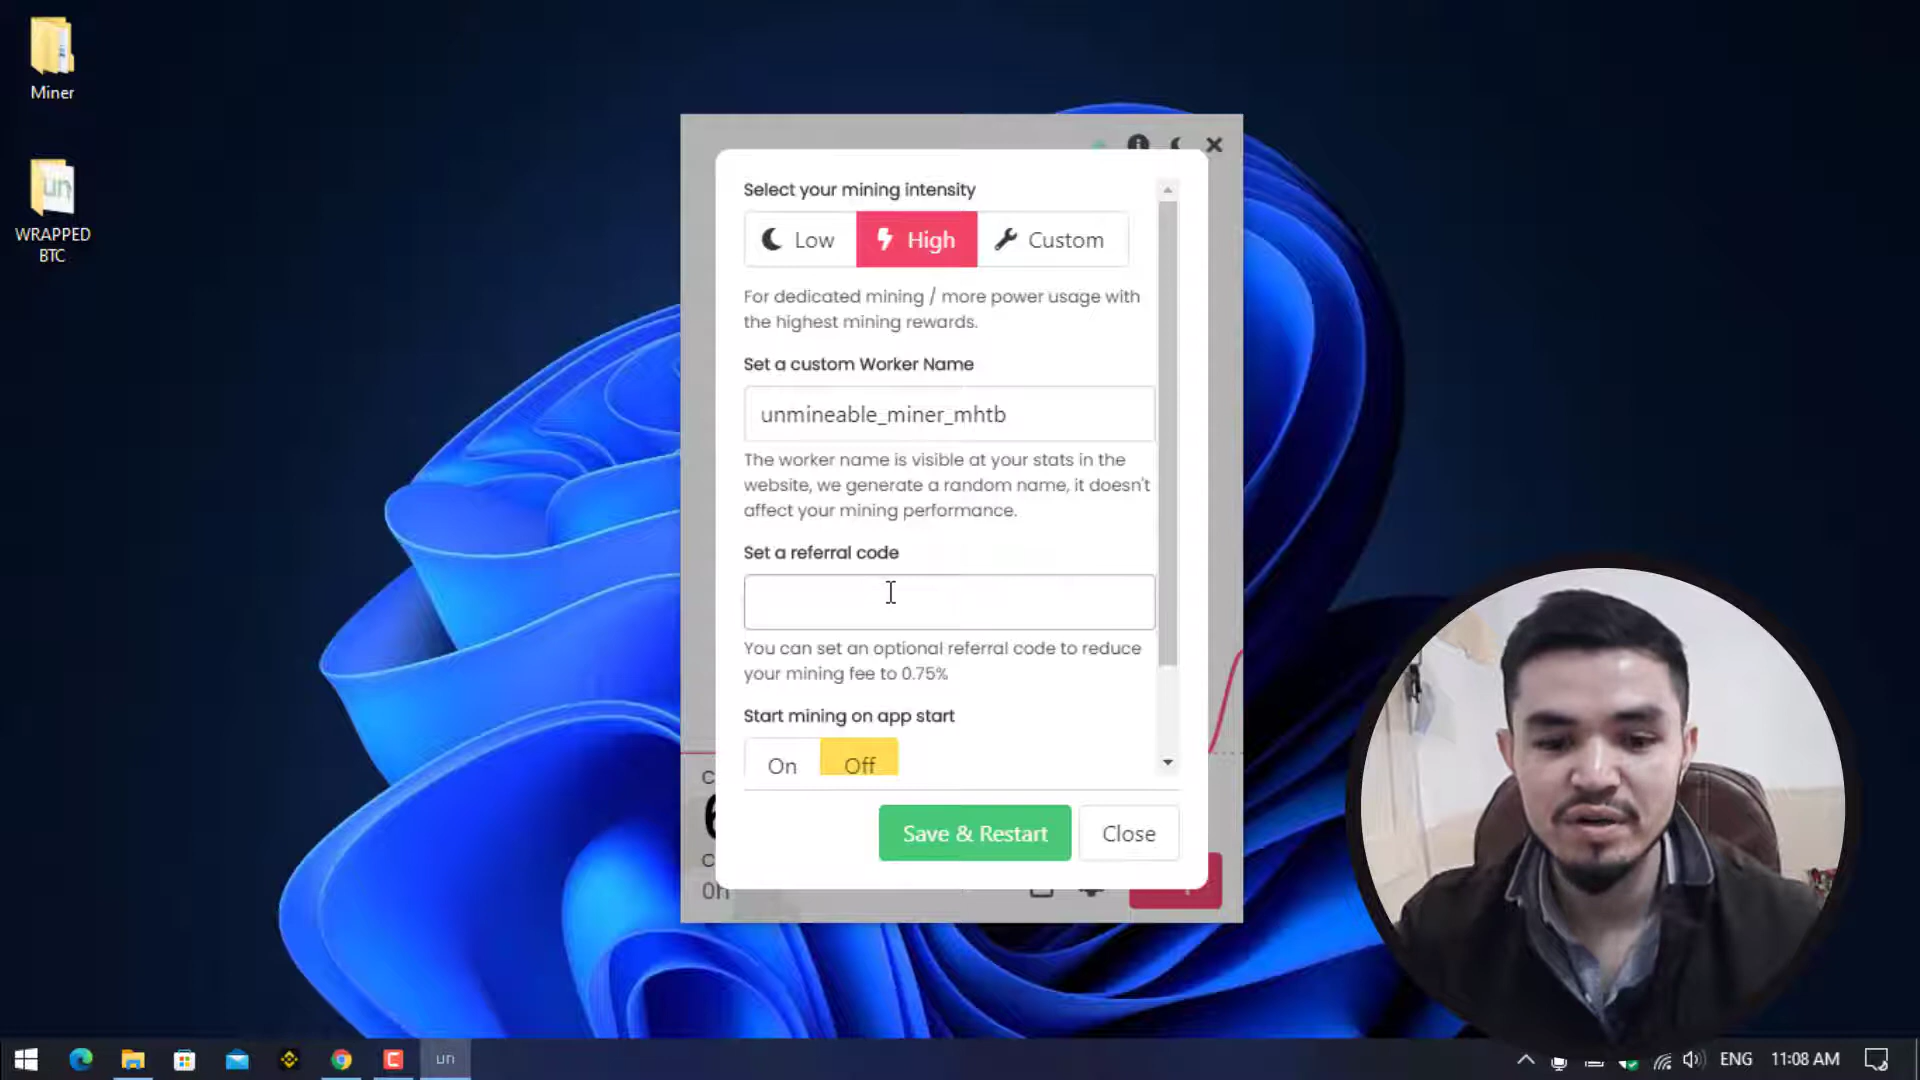 Miner
un
WRAPPED
BTC
Select your mining intensity
Low
High
Custom
For dedicated mining / more power usage with
the highest mining rewards.
Set a custom Worker Name
unmineable_miner_mhtb
The worker name is visible at your stats in the
website, we generate a random name, it doesn't
affect your mining performance.
Set a referral code
You can set an optional referral code to reduce
your mining fee to 0.75%
Start mining on app start
On
Off
Save & Restart
Close
un
ENG
11:08 AM